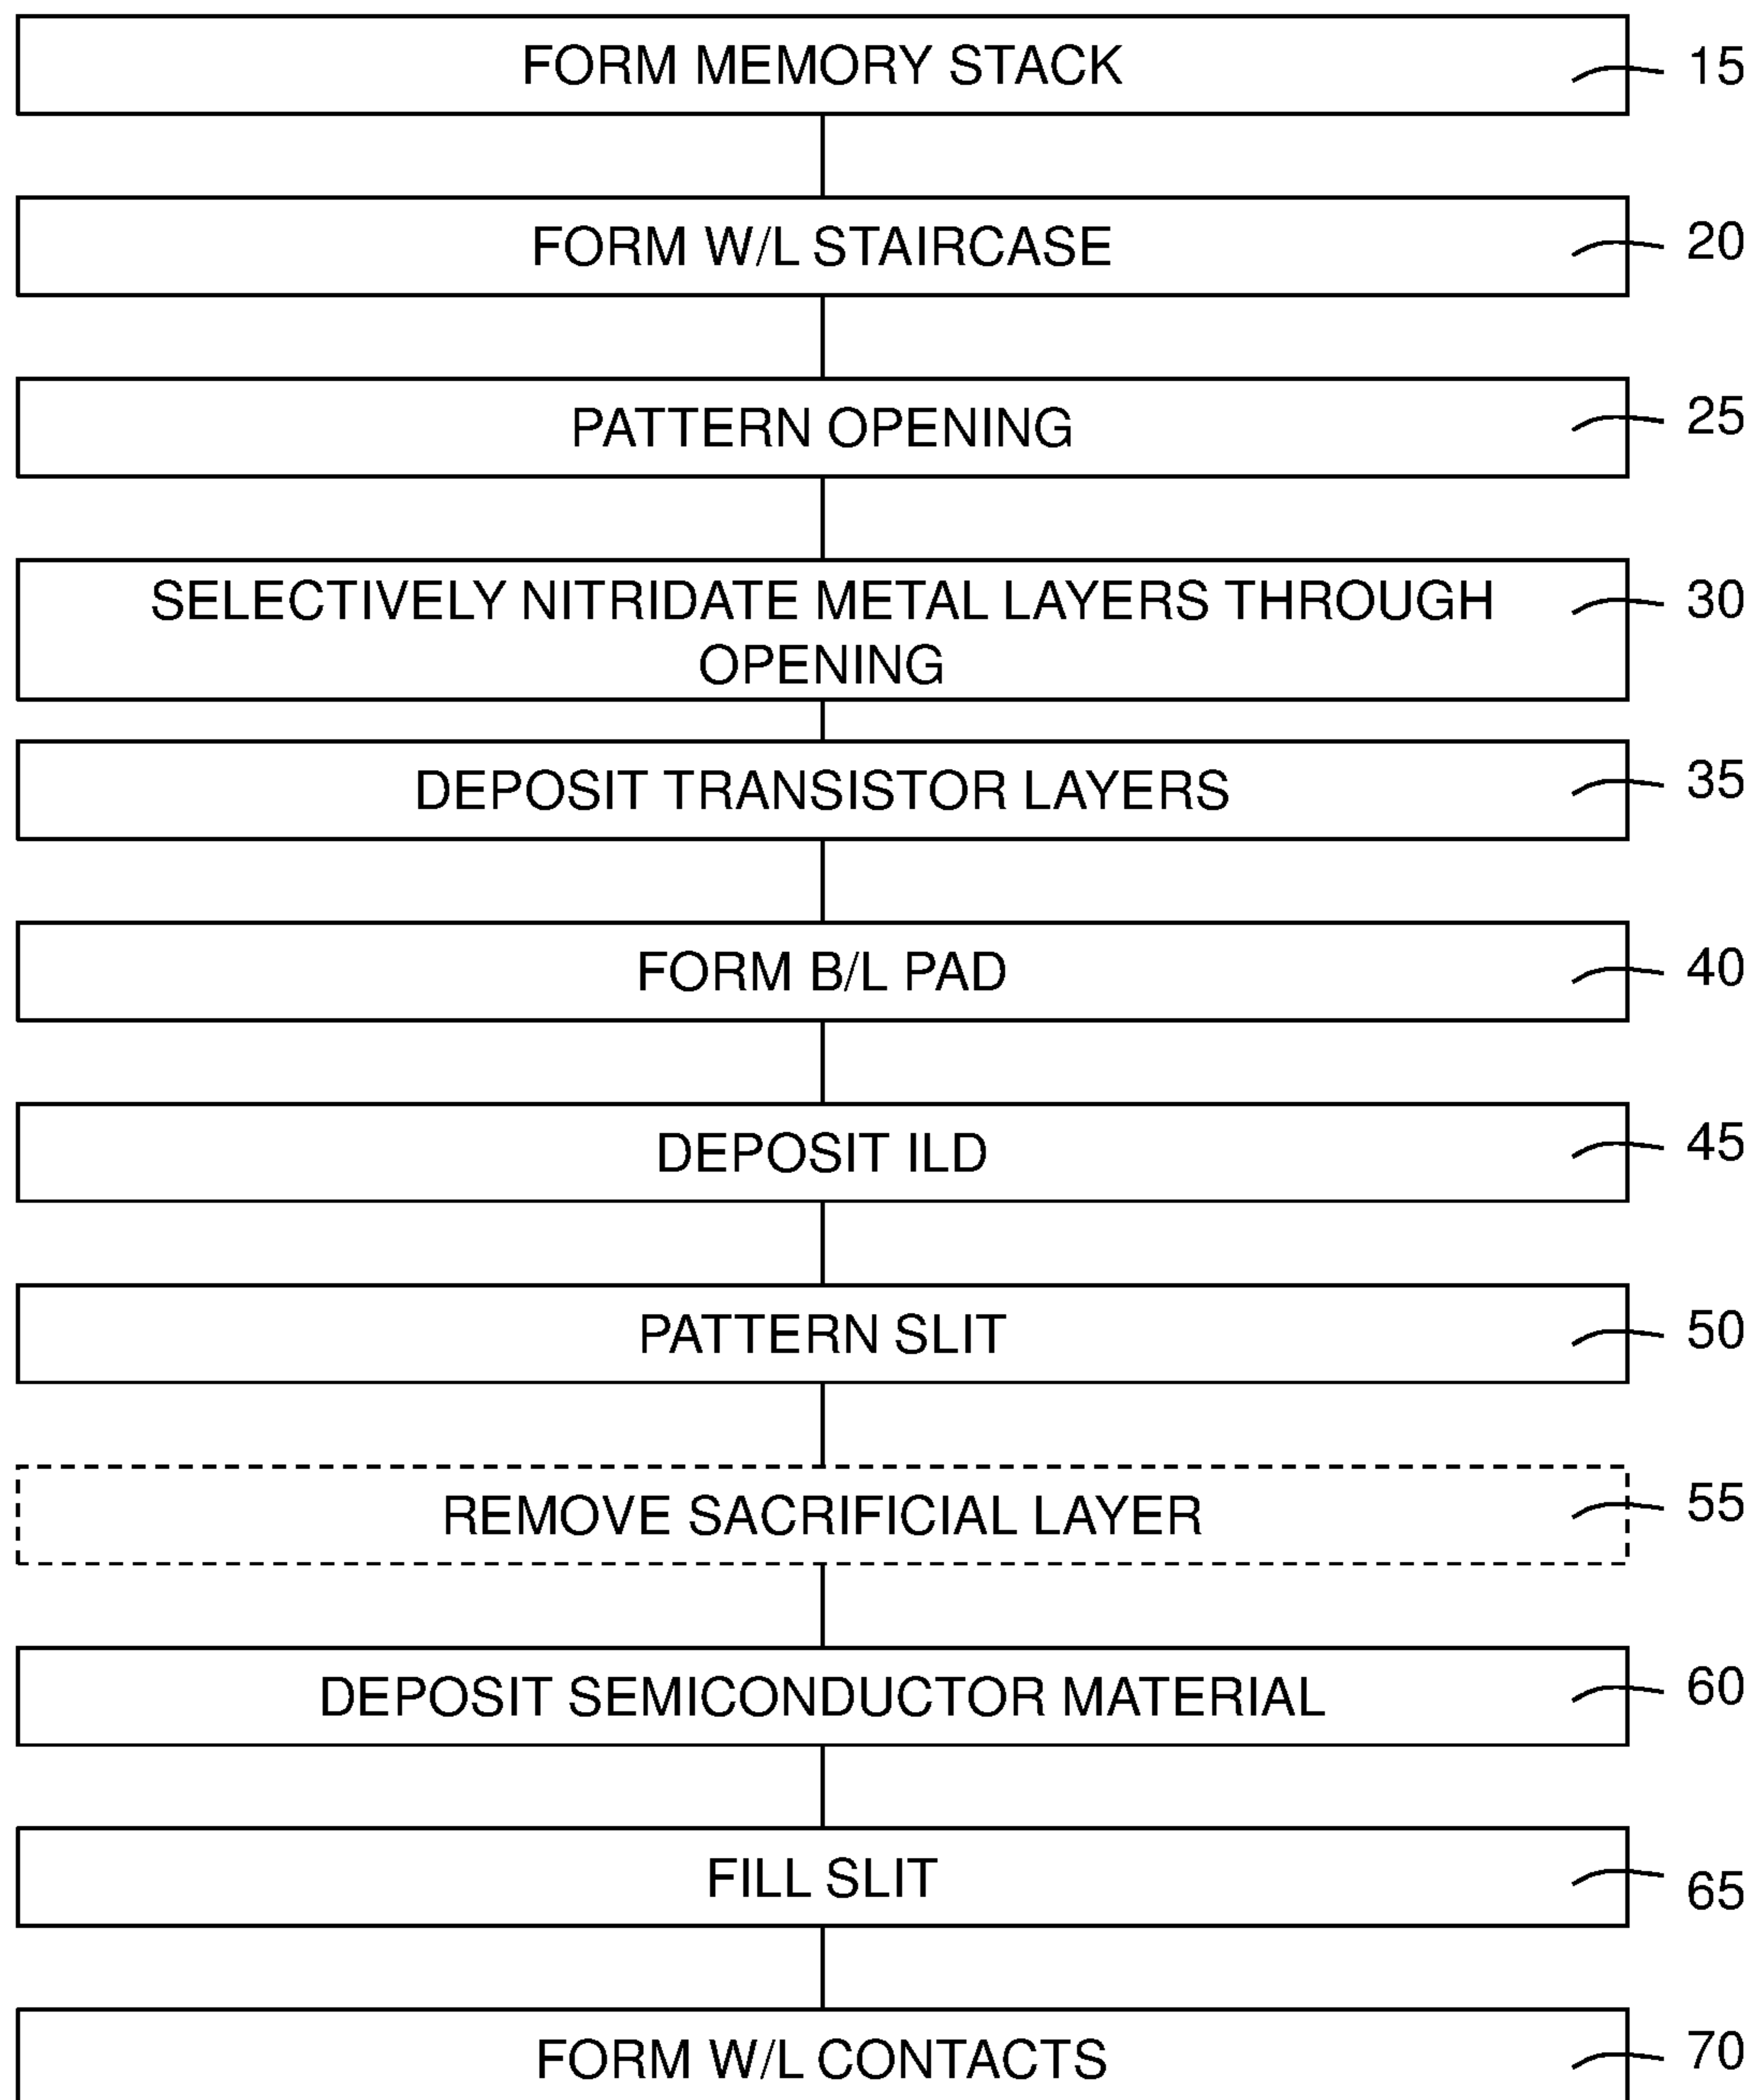 FORM MEMORY STACK 15
FORM W/L STAIRCASE 20
PATTERN OPENING 25
SELECTIVELY NITRIDATE METAL LAYERS THROUGH 30
OPENING
DEPOSIT TRANSISTOR LAYERS 35
FORM B/L PAD 40
DEPOSIT ILD 45
PATTERN SLIT 50
REMOVE SACRIFICIAL LAYER 55
DEPOSIT SEMICONDUCTOR MATERIAL 60
FILL SLIT 65
FORM W/L CONTACTS 70